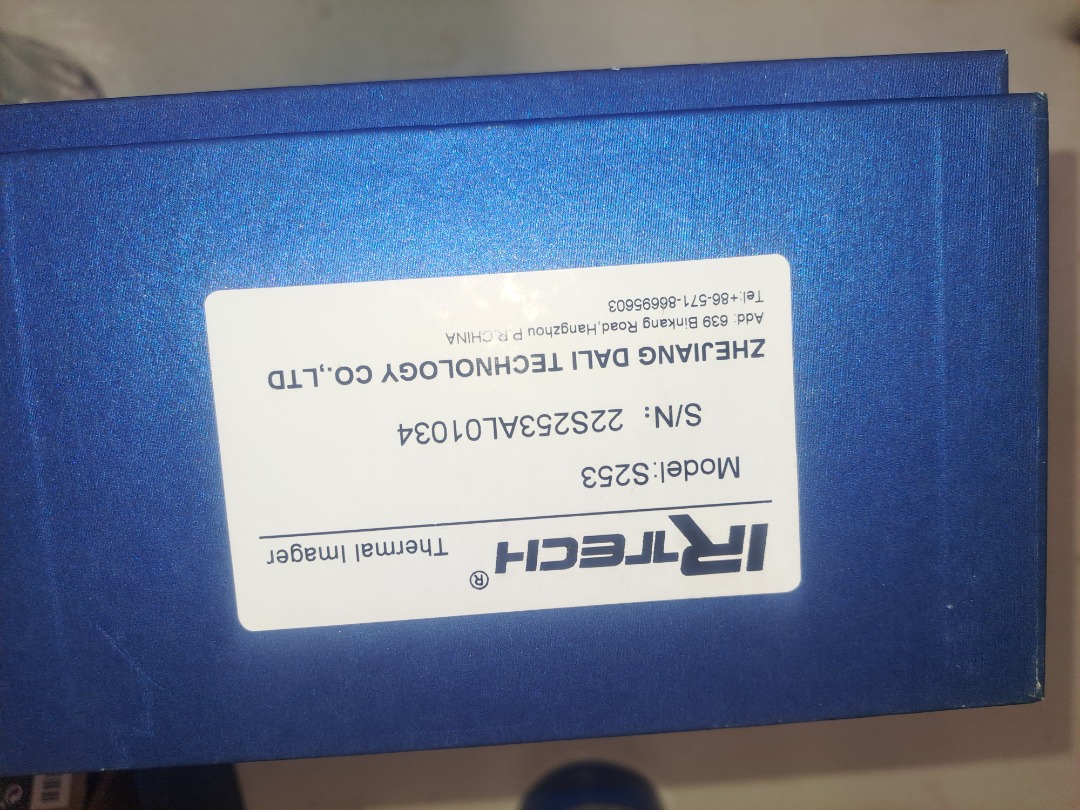 IRTECH® Thermal Imager
Model:S253
S/N: 22S253AL01034
ZHEJIANG DALI TECHNOLOGY CO.,LTD
Add: 639 Binkang Road,Hangzhou P.R.CHINA
Tel:+86-571-86695603